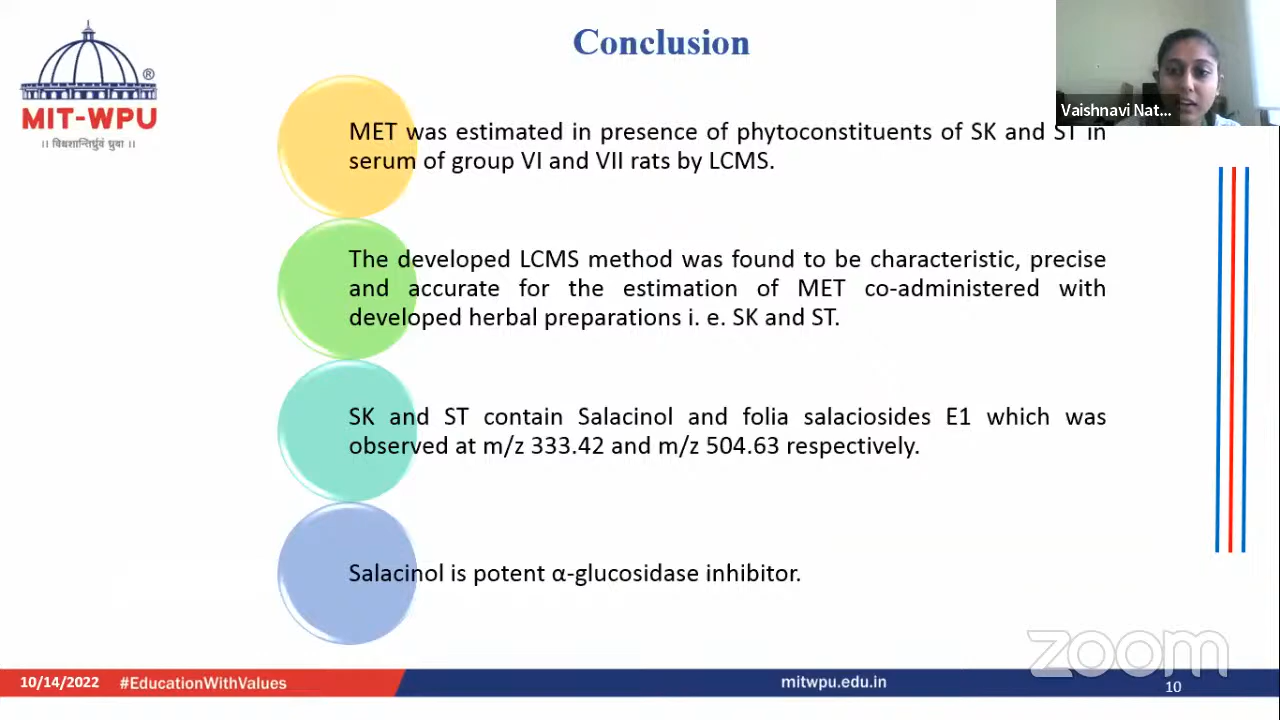 Conclusion
®
MIT-WPU
॥ विश्वशान्तिर्ध्रुवं ध्रुवा ॥
Vaishnavi Nat...
MET was estimated in presence of phytoconstituents of SK and ST in
serum of group VI and VII rats by LCMS.
The developed LCMS method was found to be characteristic, precise
and accurate for the estimation of MET co-administered with
developed herbal preparations i. e. SK and ST.
SK and ST contain Salacinol and folia salaciosides E1 which was
observed at m/z 333.42 and m/z 504.63 respectively.
Salacinol is potent α-glucosidase inhibitor.
zoom
10/14/2022 #EducationWithValues mitwpu.edu.in 10